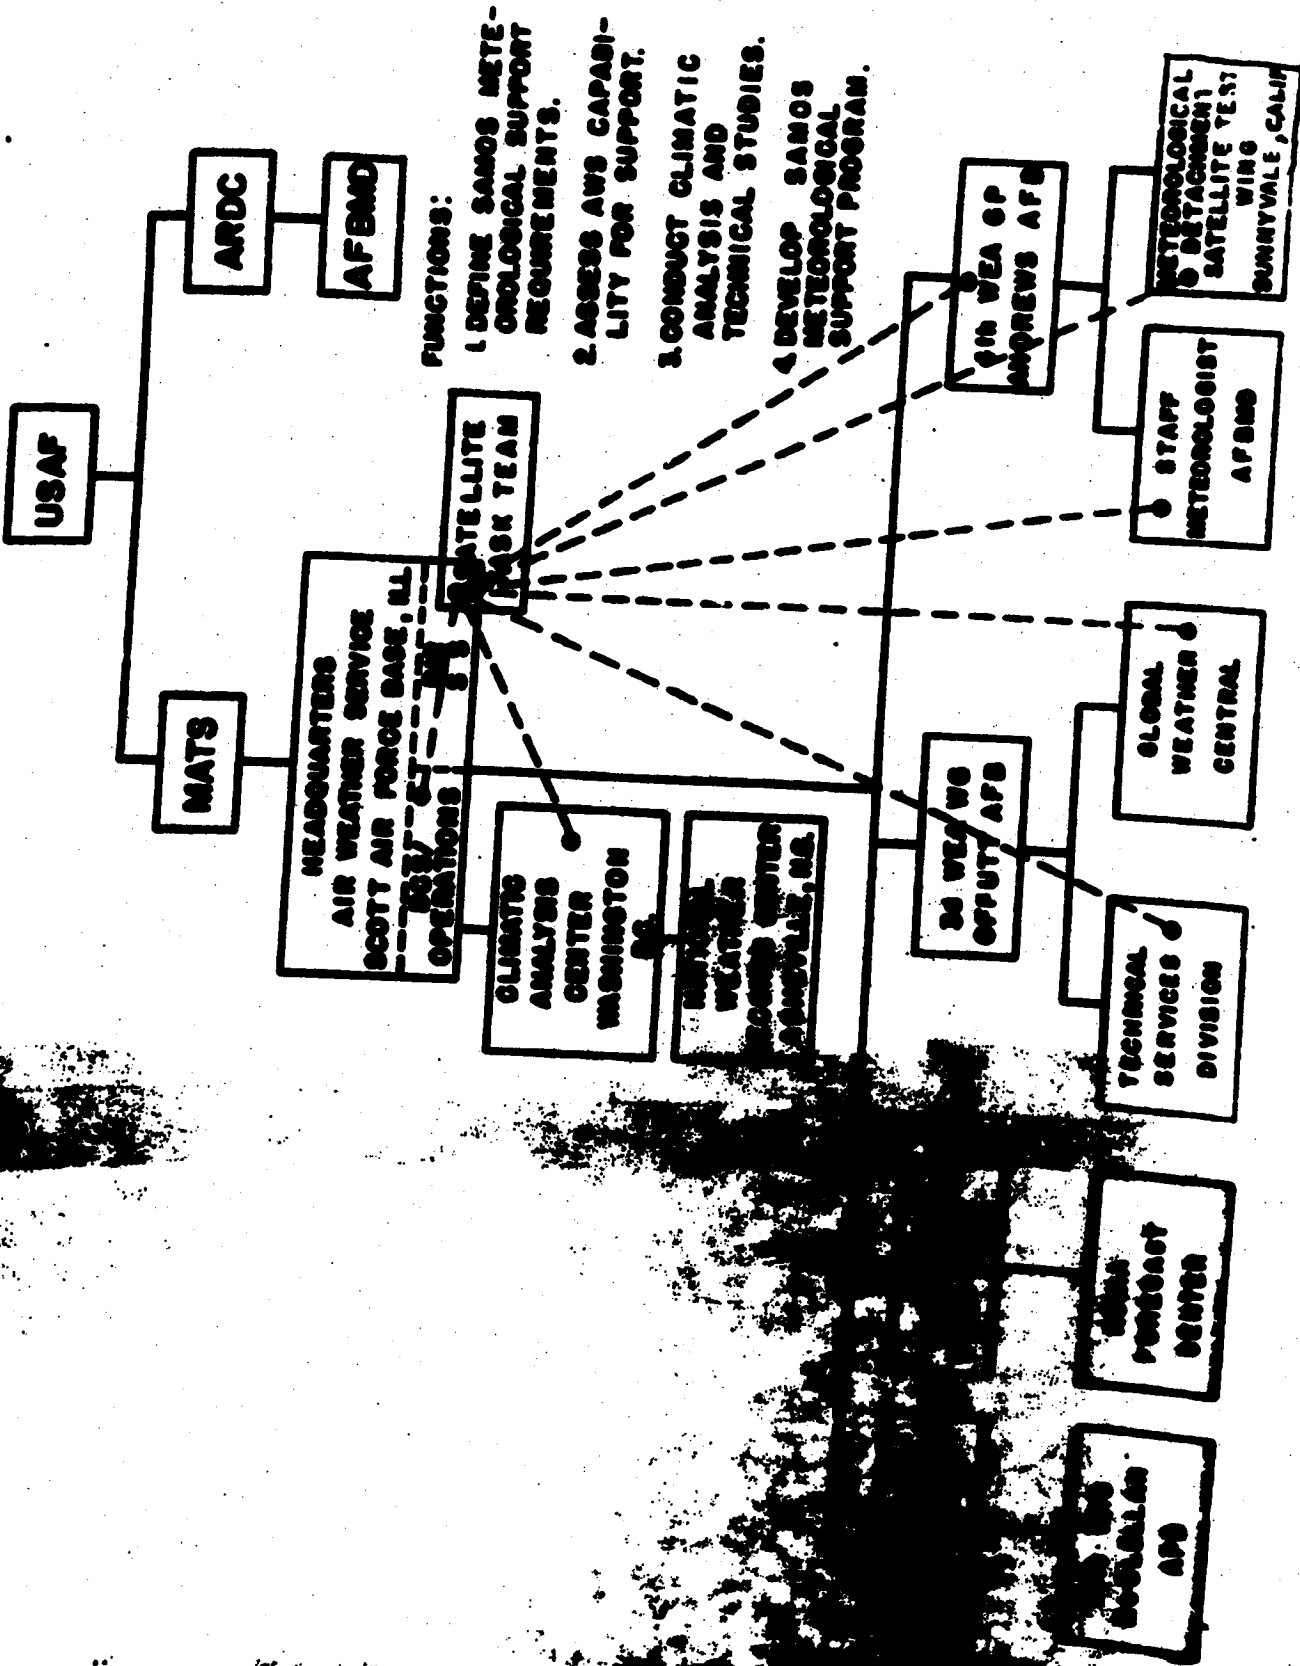 USAF
MATS
ARDC
AFBMD
HEADQUARTERS
AIR WEATHER SERVICE
SCOTT AIR FORCE BASE, ILL
DCS/
OPERATIONS
SATELLITE
TASK TEAM
FUNCTIONS:
1. DEFINE SAMOS METE-
OROLOGICAL SUPPORT
REQUIREMENTS.
2. ASSESS AWS CAPABI-
LITY FOR SUPPORT.
3. CONDUCT CLIMATIC
ANALYSIS AND
TECHNICAL STUDIES.
4. DEVELOP SAMOS
METEOROLOGICAL
SUPPORT PROGRAM.
CLIMATIC
ANALYSIS
CENTER
WASHINGTON
D.C.
WEATHER
RECORDS CENTER
ASHEVILLE, N.C.
3d WEA WG
OFFUTT AFB
6th WEA GP
ANDREWS AFB
McCLELLAN
AFB
FORECAST
CENTER
TECHNICAL
SERVICES
DIVISION
GLOBAL
WEATHER
CENTRAL
STAFF
METEOROLOGIST
AFBMD
METEOROLOGICAL
DETACHMENT
SATELLITE TEST
WING
SUNNYVALE, CALIF